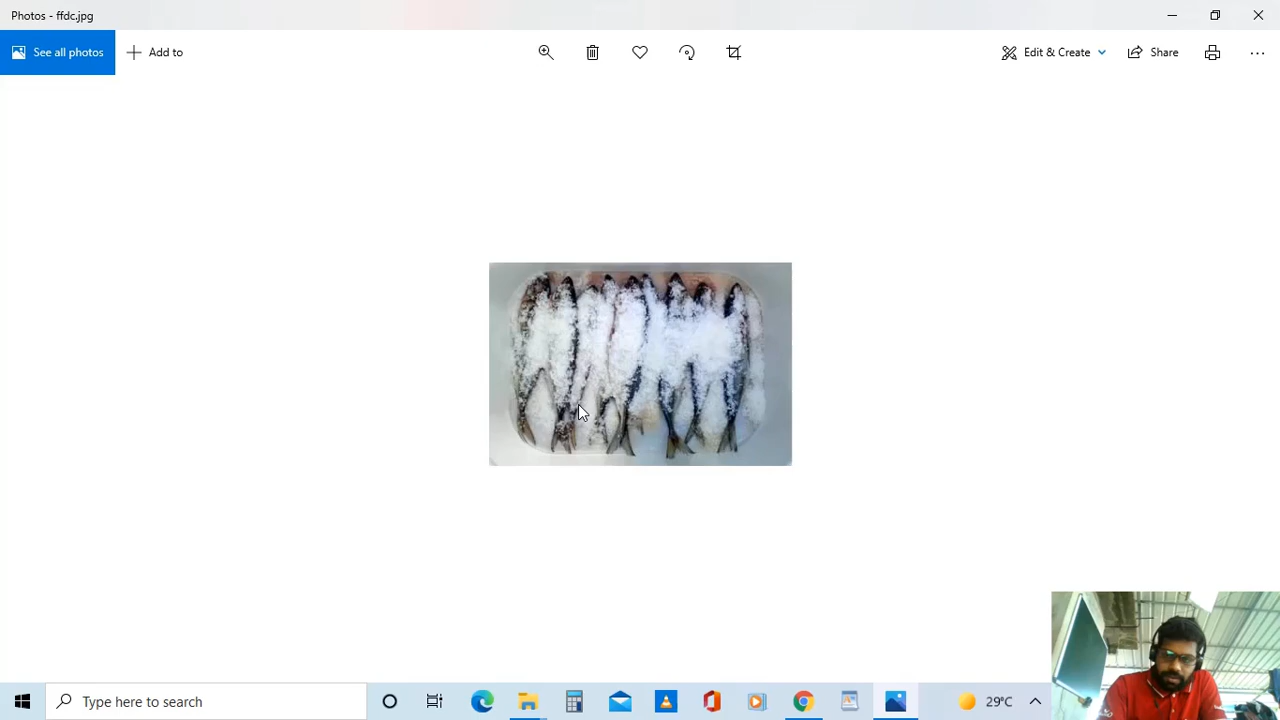 Photos - ffdc.jpg
See all photos
Add to
Edit & Create
Share
Type here to search
29°C